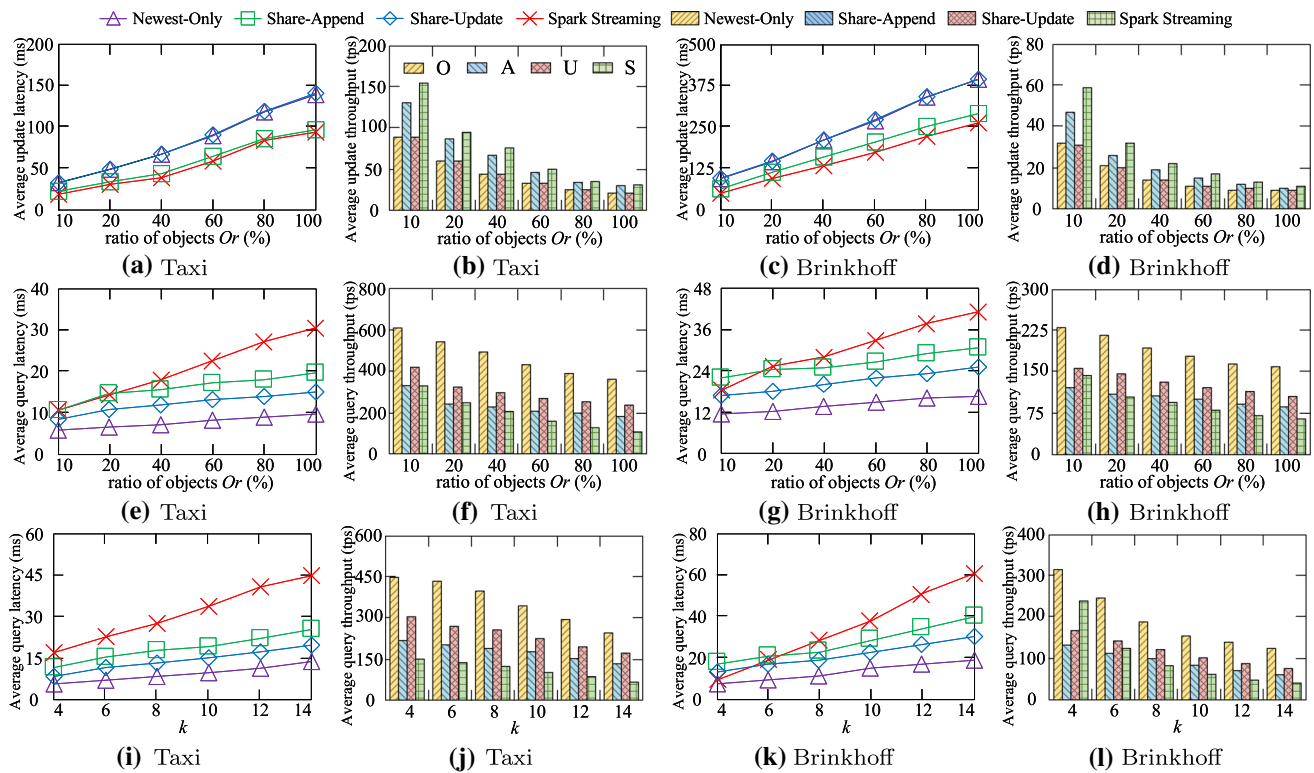 Newest-Only Share-Append Share-Update Spark Streaming Newest-Only Share-Append Share-Update Spark Streaming
Average update latency (ms)
200
150
100
50
0
10 20 40 60 80 100
ratio of objects Or (%)
(a) Taxi
Average update throughput (tps)
200
150
100
50
0
O A U S
10 20 40 60 80 100
ratio of objects Or (%)
(b) Taxi
Average update latency (ms)
500
375
250
125
0
10 20 40 60 80 100
ratio of objects Or (%)
(c) Brinkhoff
Average update throughput (tps)
80
60
40
20
0
10 20 40 60 80 100
ratio of objects Or (%)
(d) Brinkhoff
Average query latency (ms)
40
30
20
10
0
10 20 40 60 80 100
ratio of objects Or (%)
(e) Taxi
Average query throughput (tps)
800
600
400
200
0
10 20 40 60 80 100
ratio of objects Or (%)
(f) Taxi
Average query latency (ms)
48
36
24
12
0
10 20 40 60 80 100
ratio of objects Or (%)
(g) Brinkhoff
Average query throughput (tps)
300
225
150
75
0
10 20 40 60 80 100
ratio of objects Or (%)
(h) Brinkhoff
Average query latency (ms)
60
45
30
15
0
4 6 8 10 12 14
k
(i) Taxi
Average query throughput (tps)
600
450
300
150
0
4 6 8 10 12 14
k
(j) Taxi
Average query latency (ms)
80
60
40
20
0
4 6 8 10 12 14
k
(k) Brinkhoff
Average query throughput (tps)
400
300
200
100
0
4 6 8 10 12 14
k
(l) Brinkhoff